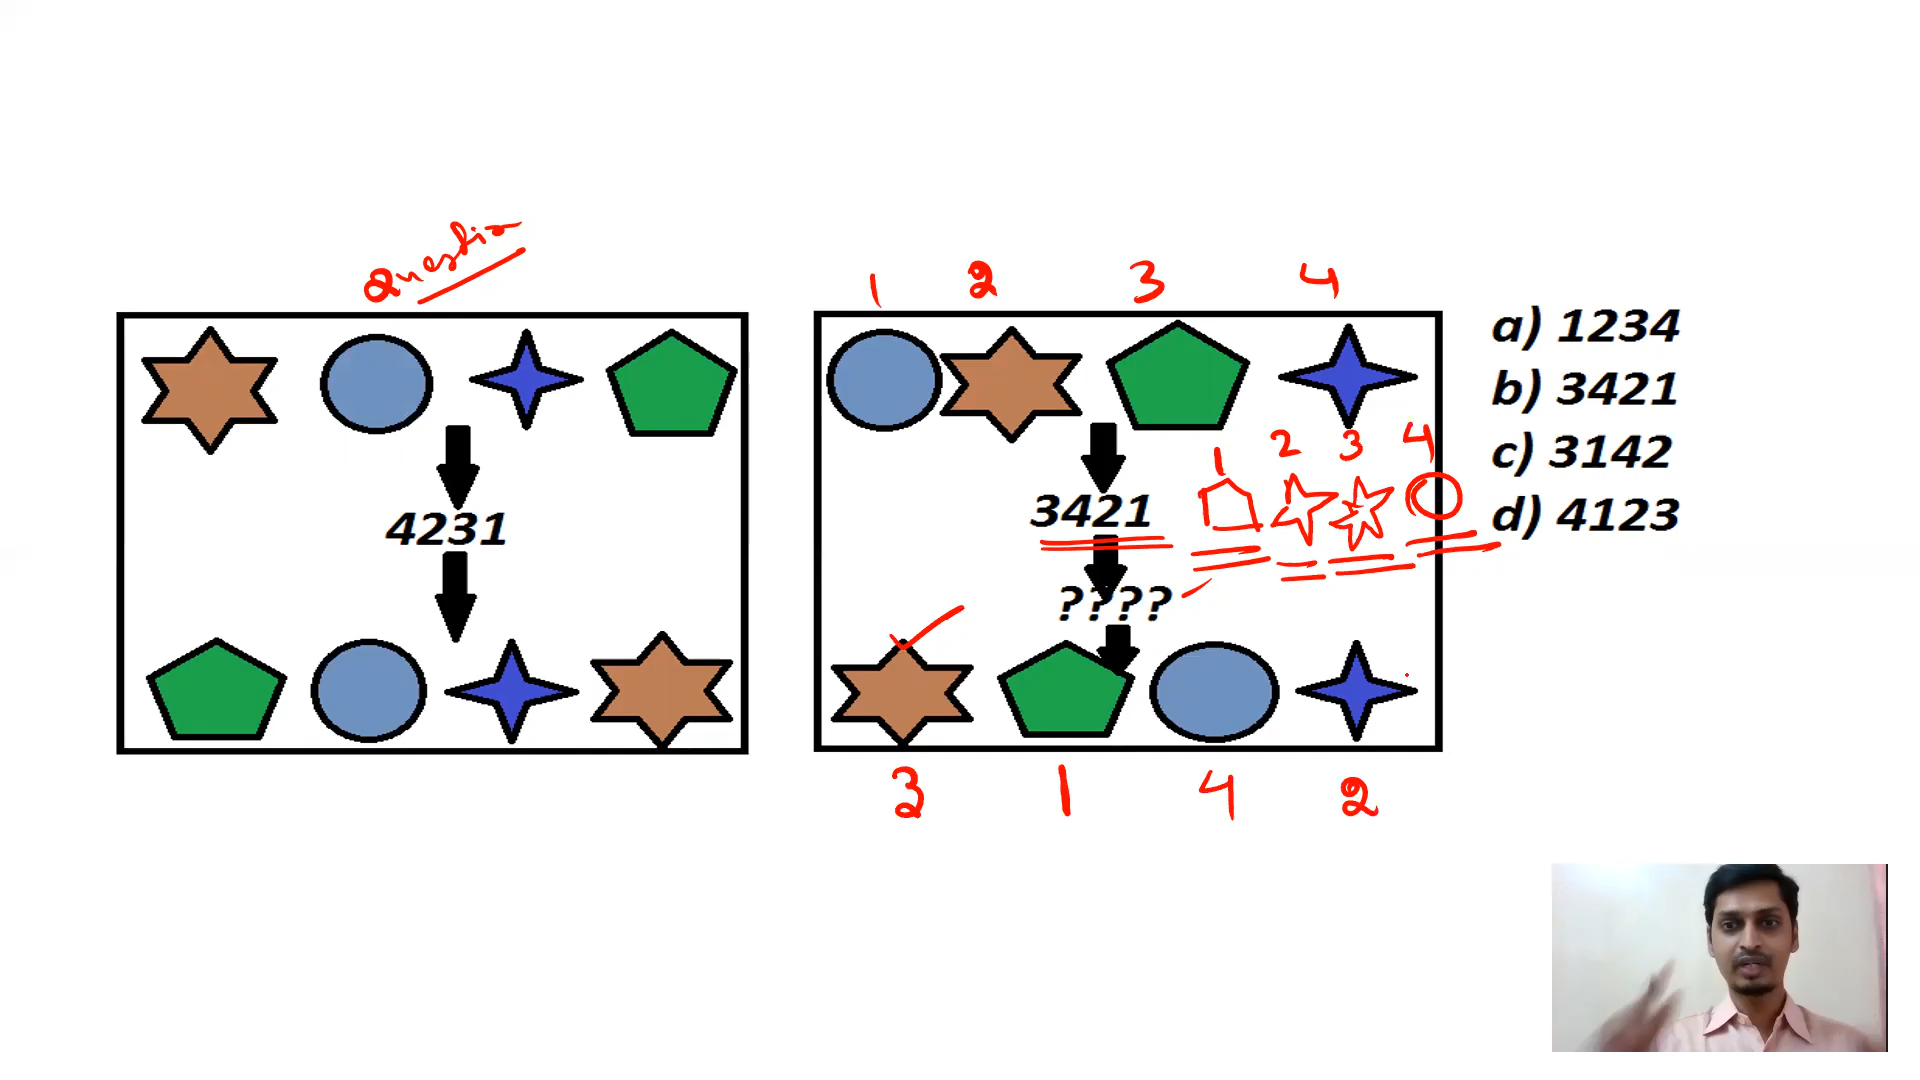 Question
4231
1 2 3 4
3421
1 2 3 4
????
3 1 4 2
a) 1234
b) 3421
c) 3142
d) 4123